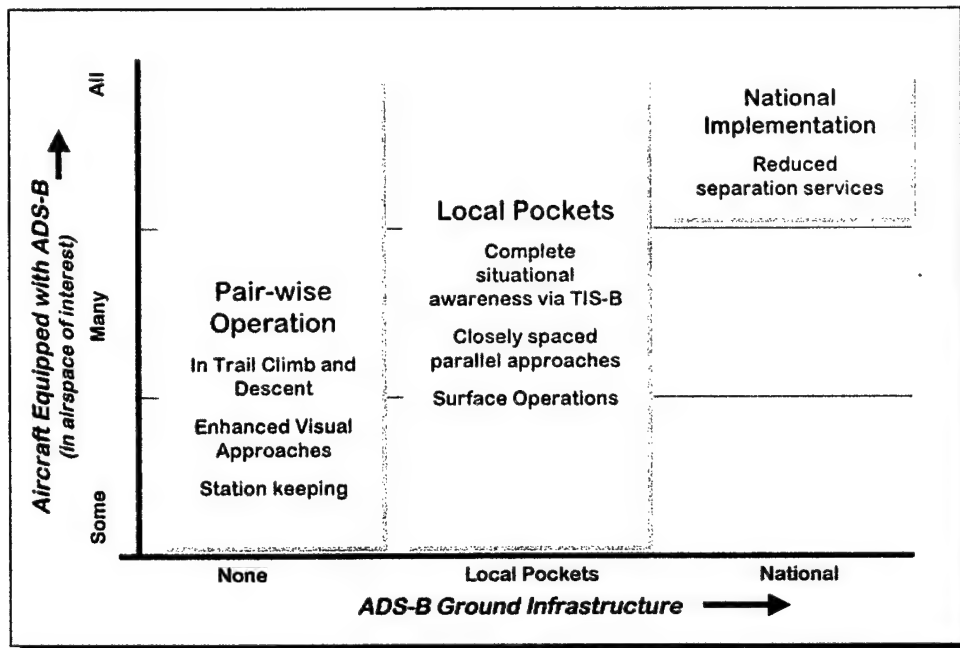 All
Many
Some
Aircraft Equipped with ADS-B
(in airspace of interest)
Pair-wise
Operation
In Trail Climb and
Descent
Enhanced Visual
Approaches
Station keeping
Local Pockets
Complete
situational
awareness via TIS-B
Closely spaced
parallel approaches
Surface Operations
National
Implementation
Reduced
separation services
None
Local Pockets
National
ADS-B Ground Infrastructure